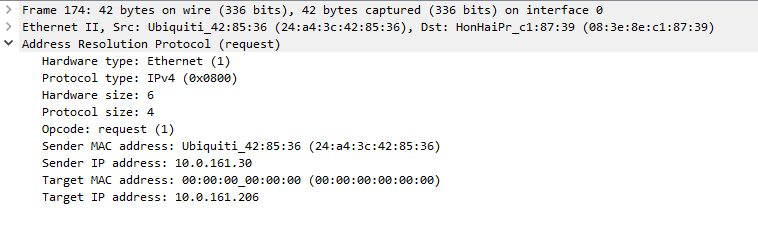 Frame 174: 42 bytes on wire (336 bits), 42 bytes captured (336 bits) on interface 0
Ethernet II, Src: Ubiquiti_42:85:36 (24:a4:3c:42:85:36), Dst: HonHaiPr_c1:87:39 (08:3e:8e:c1:87:39)
Address Resolution Protocol (request)
Hardware type: Ethernet (1)
Protocol type: IPv4 (0x0800)
Hardware size: 6
Protocol size: 4
Opcode: request (1)
Sender MAC address: Ubiquiti_42:85:36 (24:a4:3c:42:85:36)
Sender IP address: 10.0.161.30
Target MAC address: 00:00:00_00:00:00 (00:00:00:00:00:00)
Target IP address: 10.0.161.206